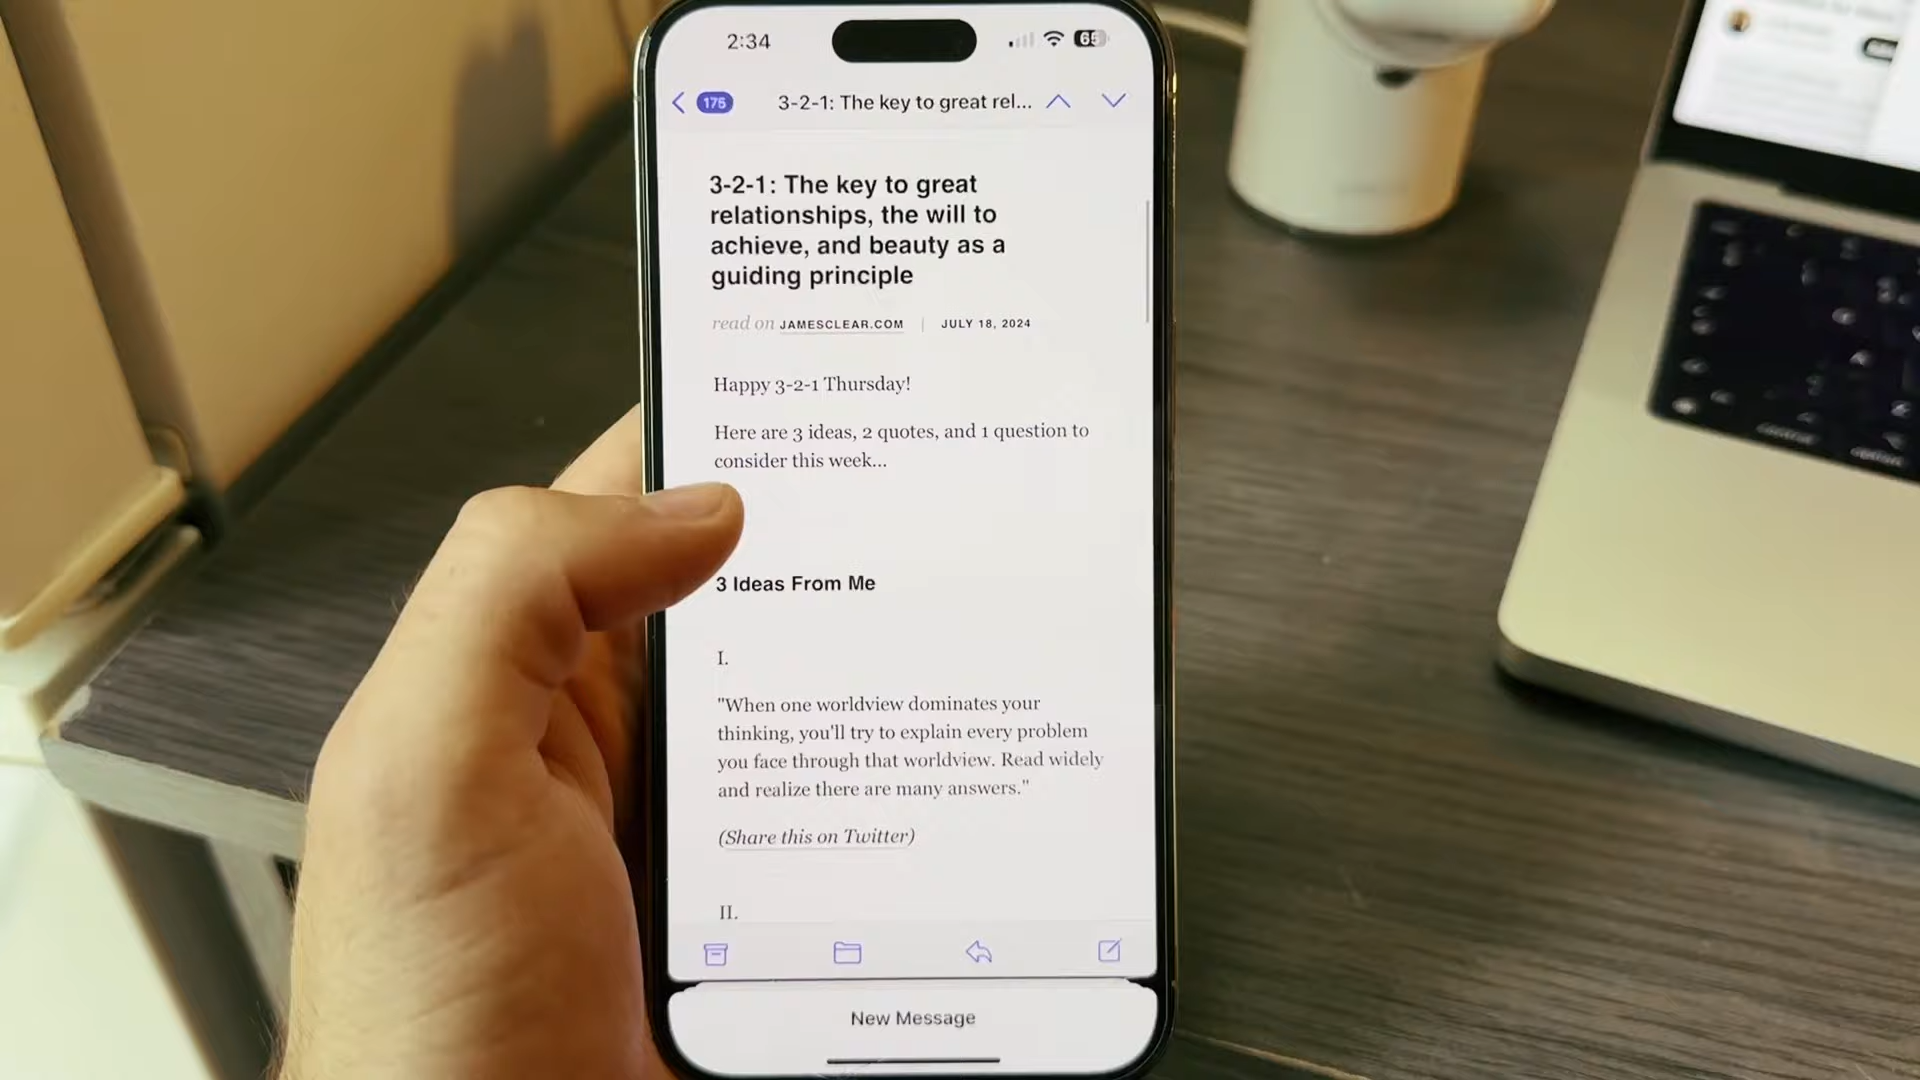 2:34
65
175
3-2-1: The key to great rel...
3-2-1: The key to great
relationships, the will to
achieve, and beauty as a
guiding principle
read on JAMESCLEAR.COM | JULY 18, 2024
Happy 3-2-1 Thursday!
Here are 3 ideas, 2 quotes, and 1 question to
consider this week...
3 Ideas From Me
I.
"When one worldview dominates your
thinking, you'll try to explain every problem
you face through that worldview. Read widely
and realize there are many answers."
(Share this on Twitter)
II.
New Message